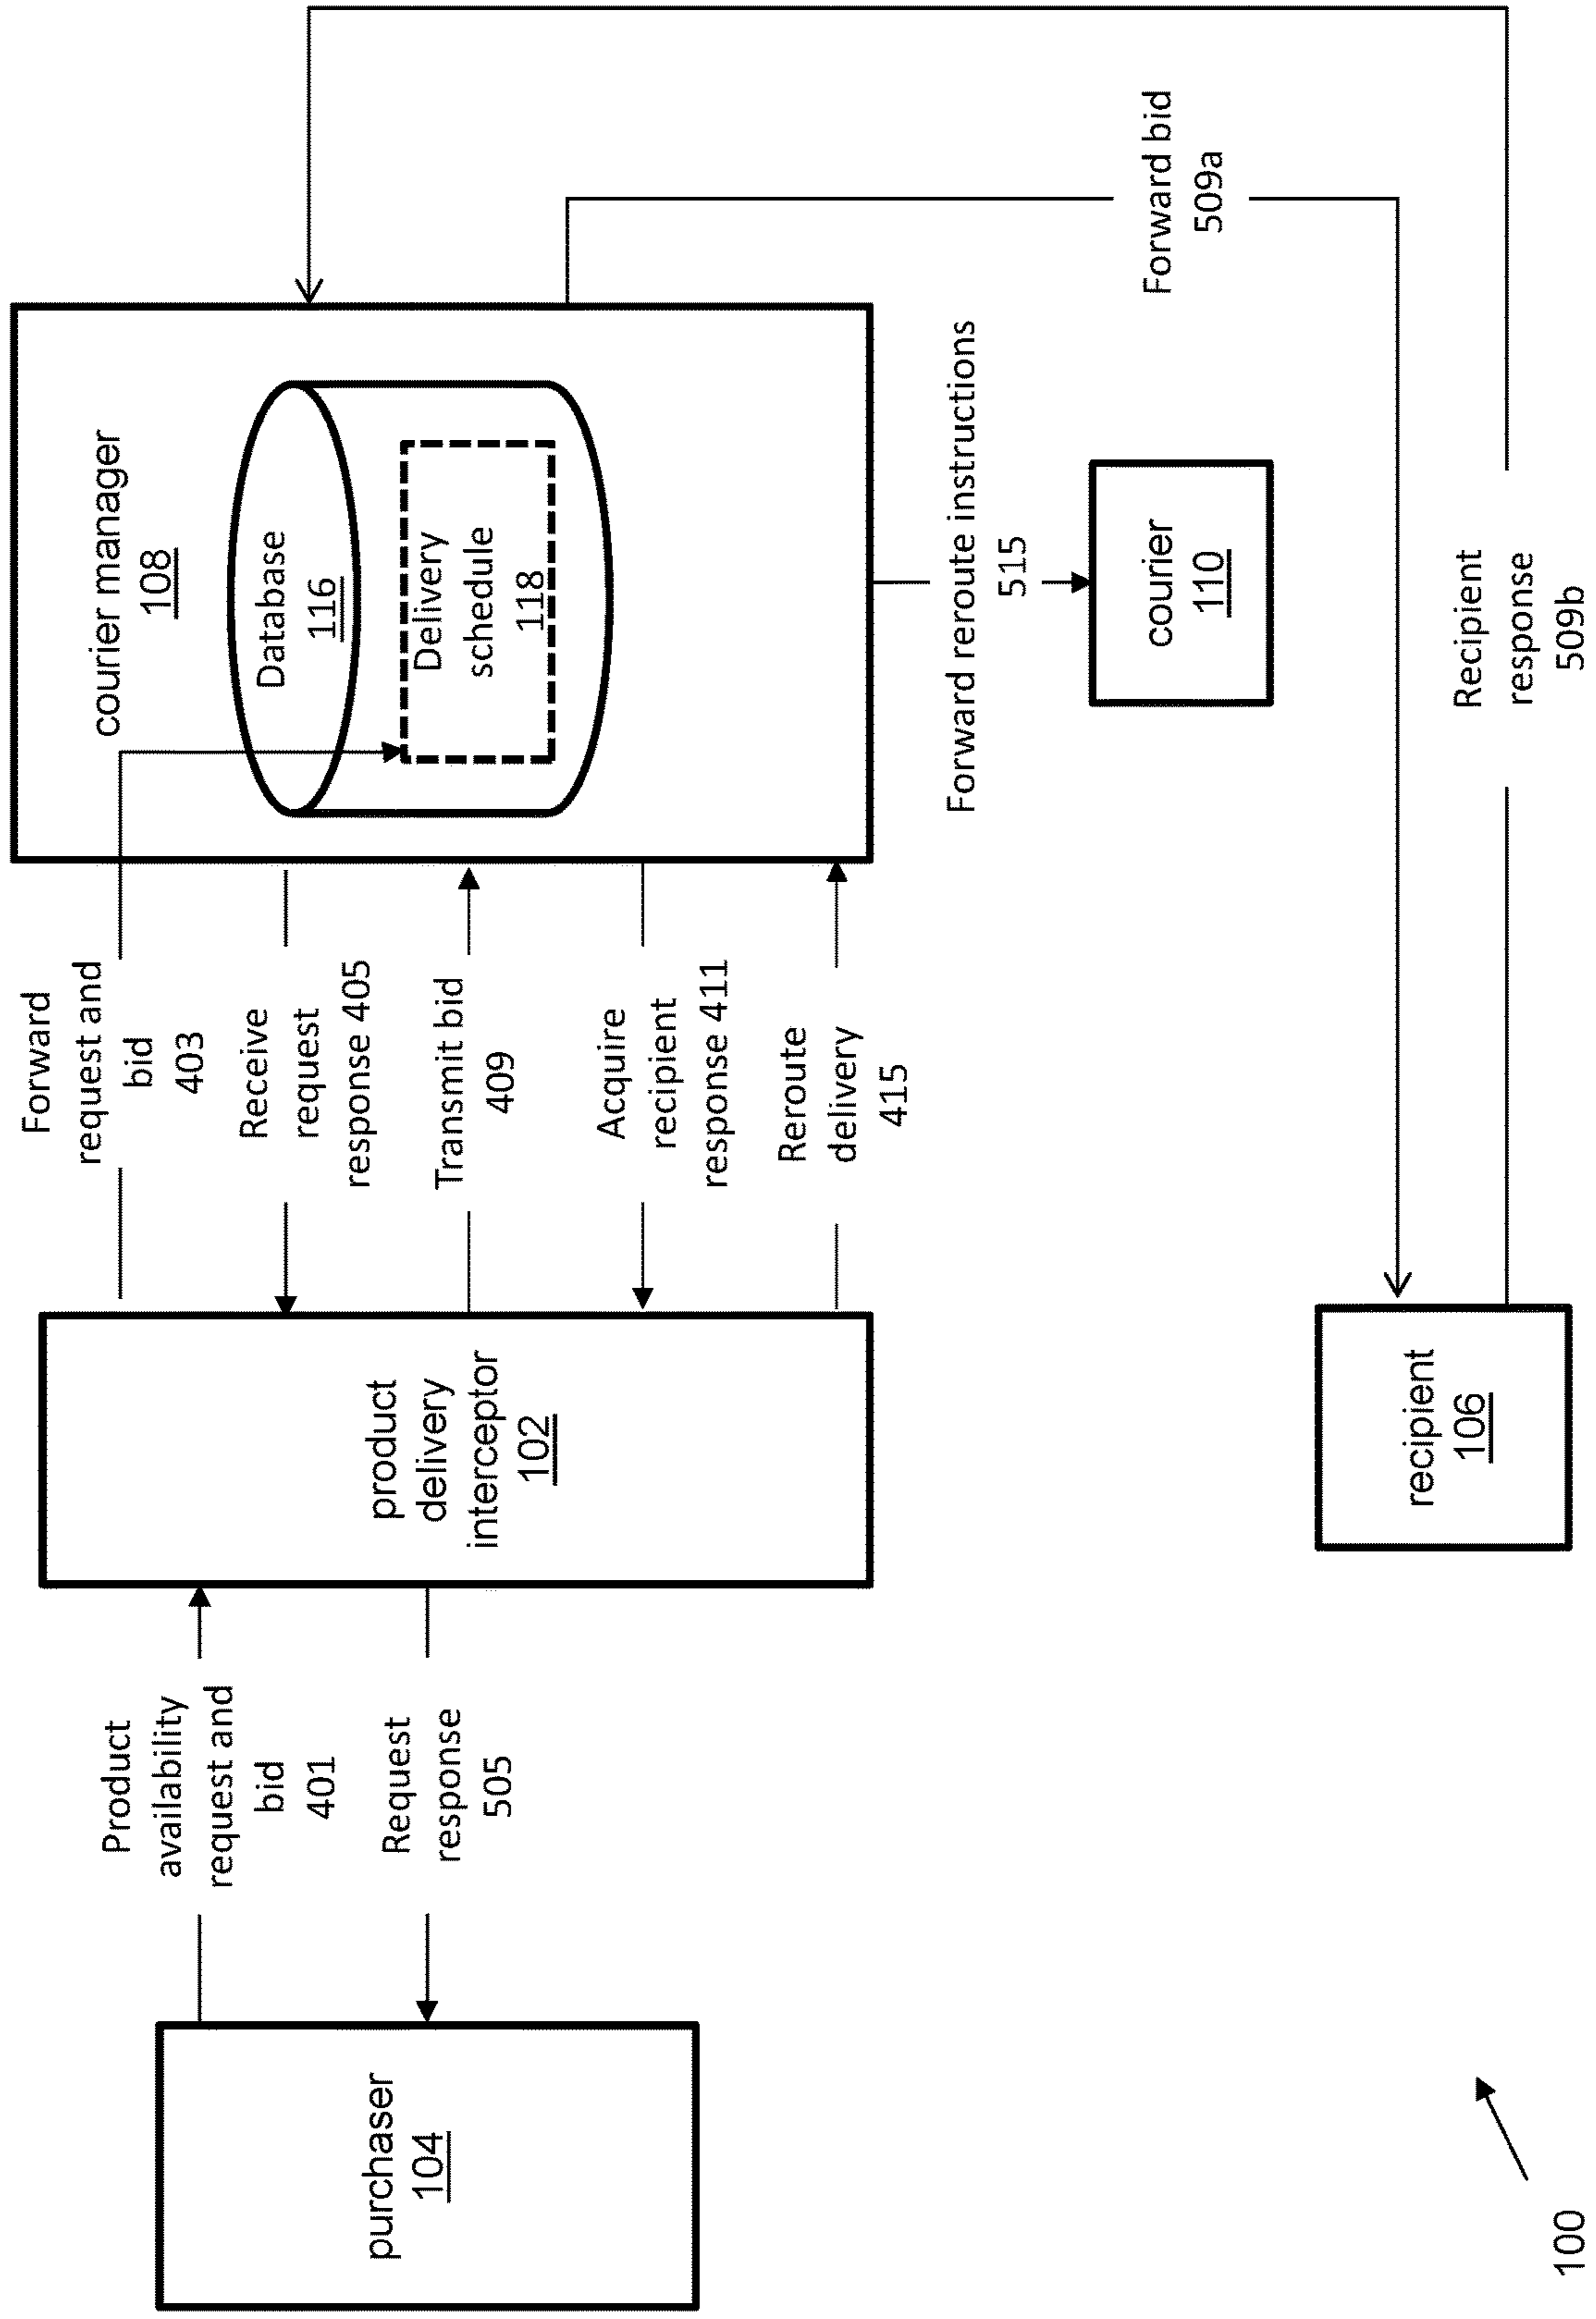 purchaser
104
Product
availability
request and
bid
401
Request
response
505
product
delivery
interceptor
102
Forward
request and
bid
403
Receive
request
response 405
Transmit bid
409
Acquire
recipient
response 411
Reroute
delivery
415
courier manager
108
Database
116
Delivery
schedule
118
Forward reroute instructions
515
courier
110
Forward bid
509a
recipient
106
Recipient
response
509b
100